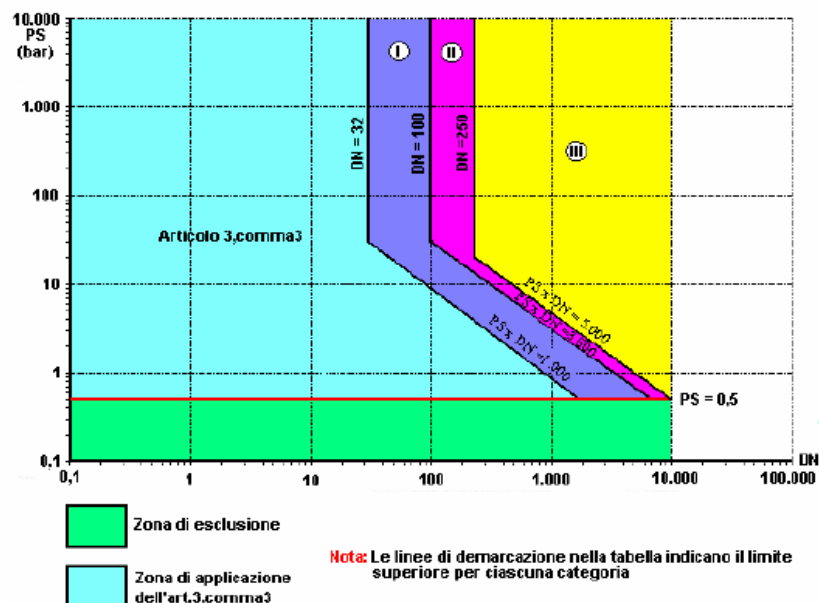 10.000
PS
(bar)
1.000
100
10
1
0,1
0,1
1
10
100
1.000
10.000
100.000
DN
I
II
III
DN = 32
DN = 100
DN =250
Articolo 3,comma3
PS x DN = 5.000
PS x DN =3.500
PS x DN =1.000
PS = 0,5
Zona di esclusione
Zona di applicazione
dell'art.3.comma3
Nota: Le linee di demarcazione nella tabella indicano il limite
superiore per ciascuna categoria